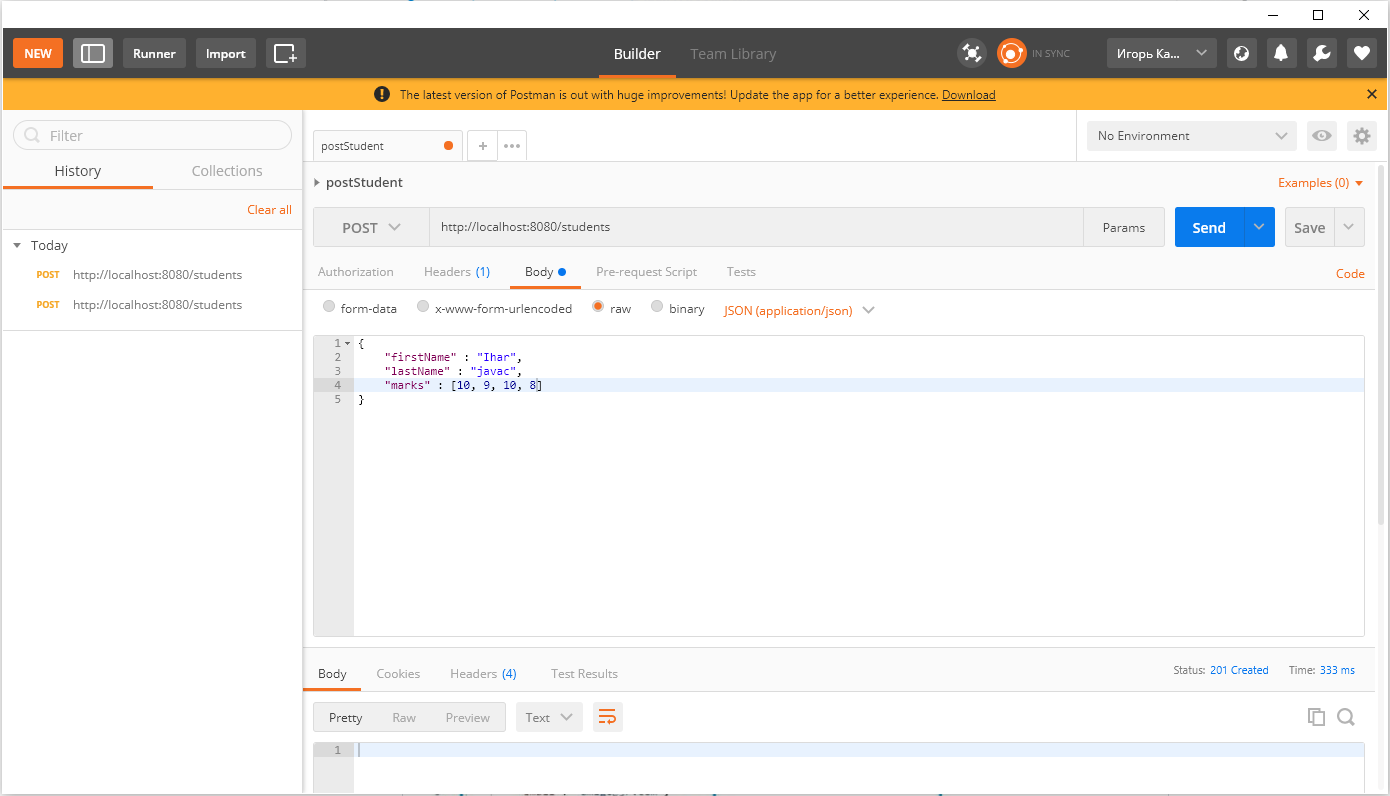 NEW Runner Import Builder Team Library IN SYNC Игорь Ка...
The latest version of Postman is out with huge improvements! Update the app for a better experience. Download
Filter
History Collections
Clear all
Today
POST http://localhost:8080/students
POST http://localhost:8080/students
postStudent No Environment
postStudent Examples (0)
POST http://localhost:8080/students Params Send Save
Authorization Headers (1) Body Pre-request Script Tests Code
form-data x-www-form-urlencoded raw binary JSON (application/json)
1 {
2 "firstName" : "Ihar",
3 "lastName" : "javac",
4 "marks" : [10, 9, 10, 8]
5 }
Body Cookies Headers (4) Test Results Status: 201 Created Time: 333 ms
Pretty Raw Preview Text
1